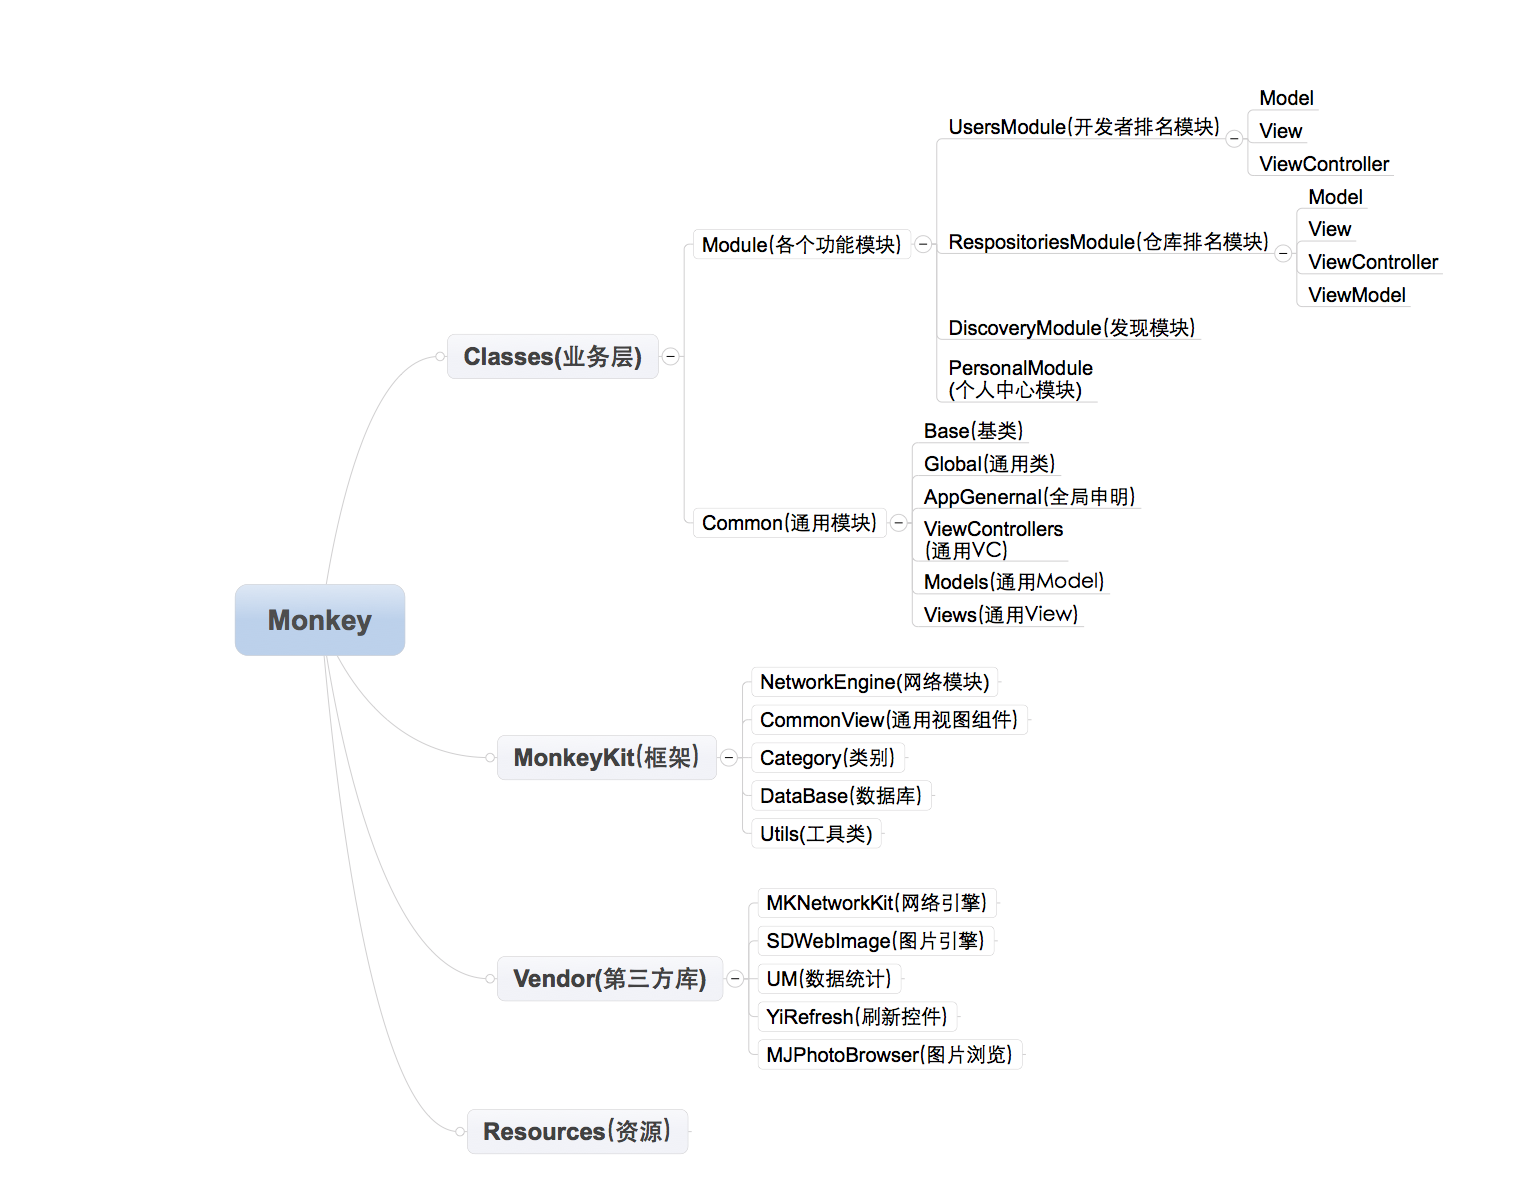 Monkey
Classes(业务层)
Module(各个功能模块)
UsersModule(开发者排名模块)
Model
View
ViewController
RespositoriesModule(仓库排名模块)
Model
View
ViewController
ViewModel
DiscoveryModule(发现模块)
PersonalModule
(个人中心模块)
Common(通用模块)
Base(基类)
Global(通用类)
AppGenernal(全局申明)
ViewControllers
(通用VC)
Models(通用Model)
Views(通用View)
MonkeyKit(框架)
NetworkEngine(网络模块)
CommonView(通用视图组件)
Category(类别)
DataBase(数据库)
Utils(工具类)
Vendor(第三方库)
MKNetworkKit(网络引擎)
SDWebImage(图片引擎)
UM(数据统计)
YiRefresh(刷新控件)
MJPhotoBrowser(图片浏览)
Resources(资源)